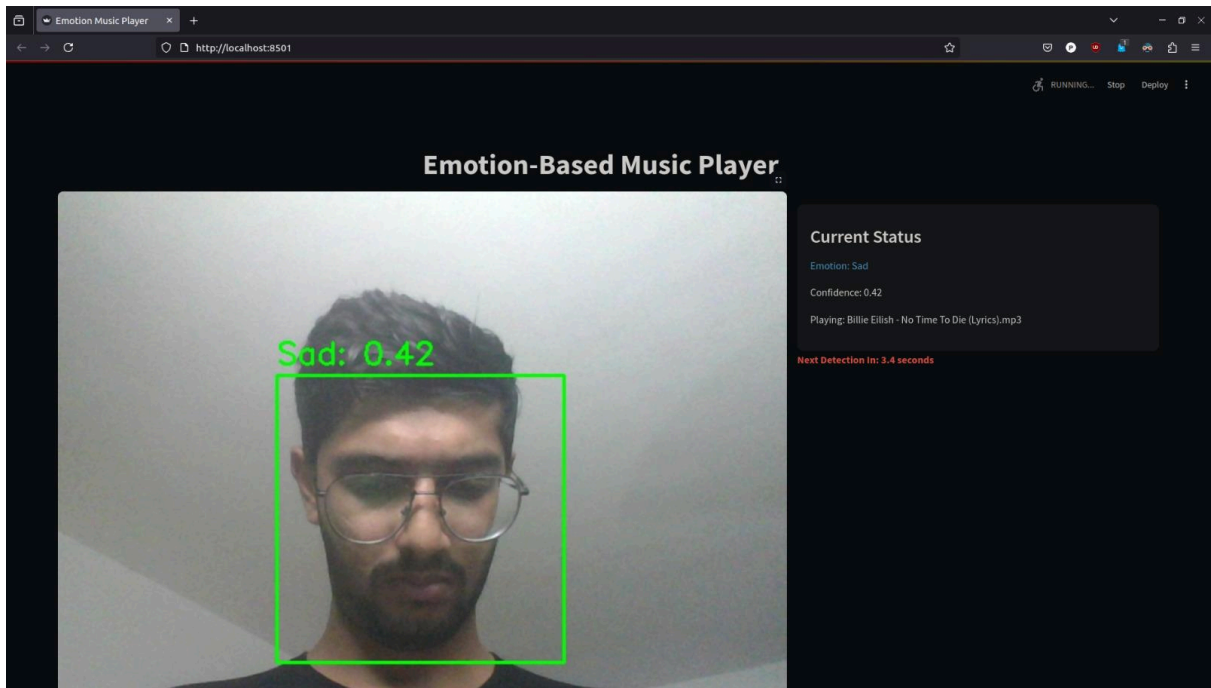 Emotion Music Player
http://localhost:8501
RUNNING... Stop Deploy
Emotion-Based Music Player
Sad: 0.42
Current Status
Emotion: Sad
Confidence: 0.42
Playing: Billie Eilish - No Time To Die (Lyrics).mp3
Next Detection In: 3.4 seconds